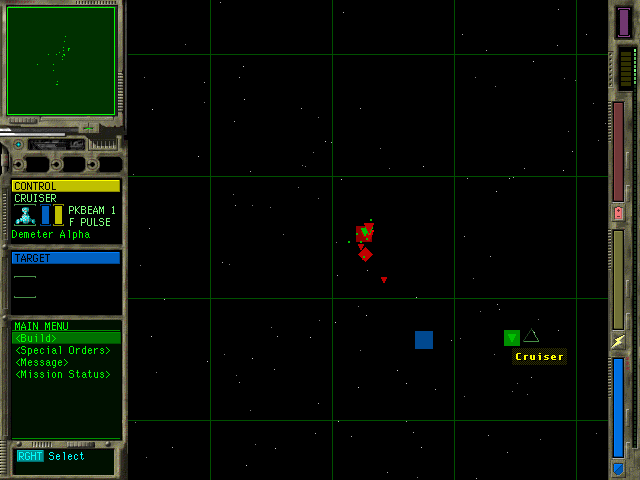 CONTROL
CRUISER
PKBEAM 1
F PULSE
Demeter Alpha
TARGET
MAIN MENU
<Build>
<Special Orders>
<Message>
<Mission Status>
RGHT Select
Cruiser